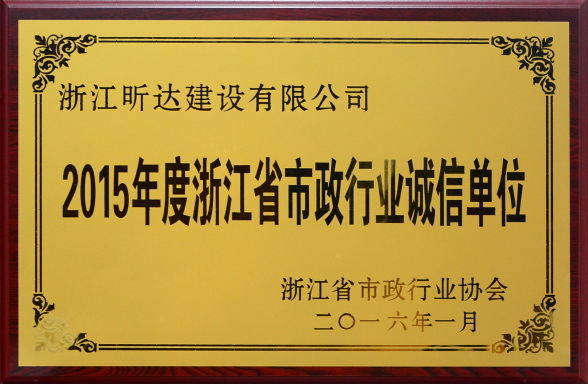 浙江昕达建设有限公司
2015年度浙江省市政行业诚信单位
浙江省市政行业协会
二〇一六年一月